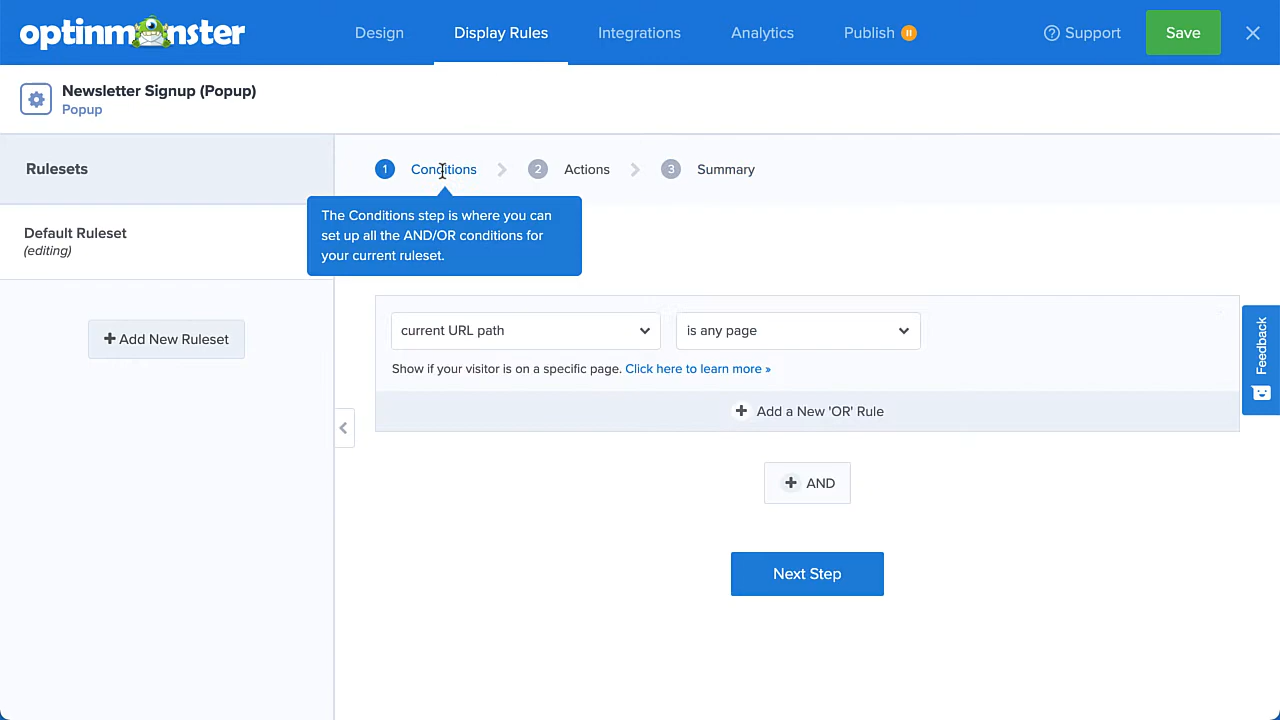 optinmonster
Design
Display Rules
Integrations
Analytics
Publish
Support
Save
Newsletter Signup (Popup)
Popup
Rulesets
1 Conditions
2 Actions
3 Summary
The Conditions step is where you can
set up all the AND/OR conditions for
your current ruleset.
Default Ruleset
(editing)
+ Add New Ruleset
current URL path
is any page
Show if your visitor is on a specific page. Click here to learn more »
+ Add a New 'OR' Rule
+ AND
Next Step
Feedback